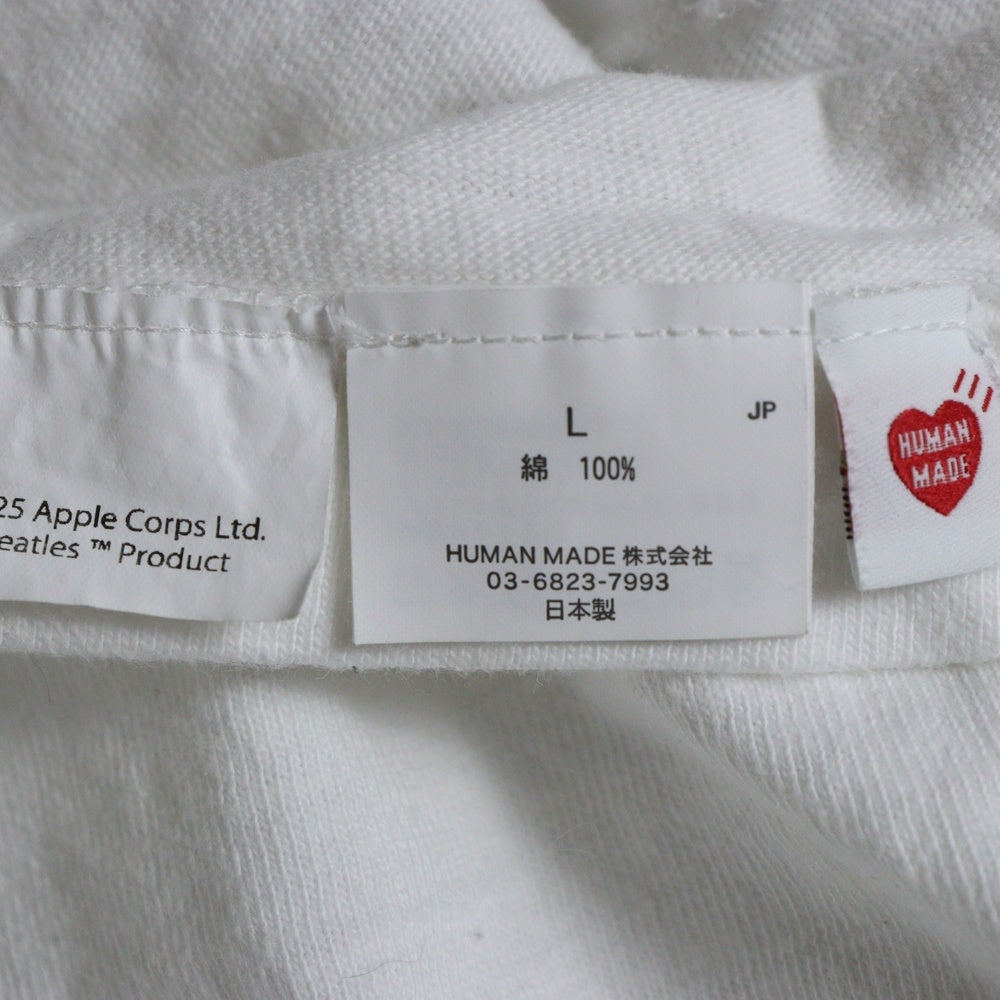 25 Apple Corps Ltd.
eatles ™ Product
L
JP
綿 100%
HUMAN MADE 株式会社
03-6823-7993
日本製
HUMAN
MADE